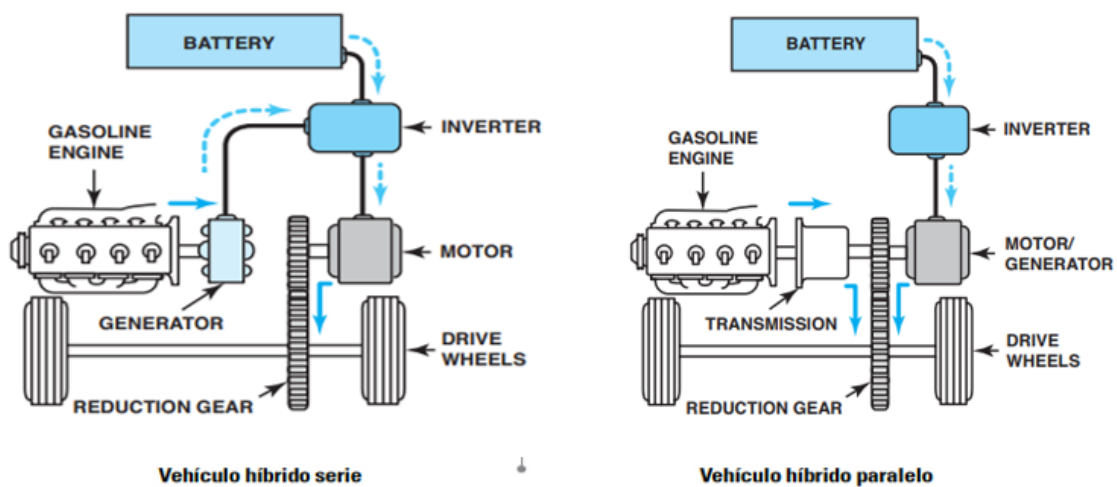 BATTERY
INVERTER
GASOLINE
ENGINE
MOTOR
GENERATOR
DRIVE
WHEELS
REDUCTION GEAR
Vehículo híbrido serie
BATTERY
INVERTER
GASOLINE
ENGINE
MOTOR/
GENERATOR
TRANSMISSION
DRIVE
WHEELS
REDUCTION GEAR
Vehículo híbrido paralelo